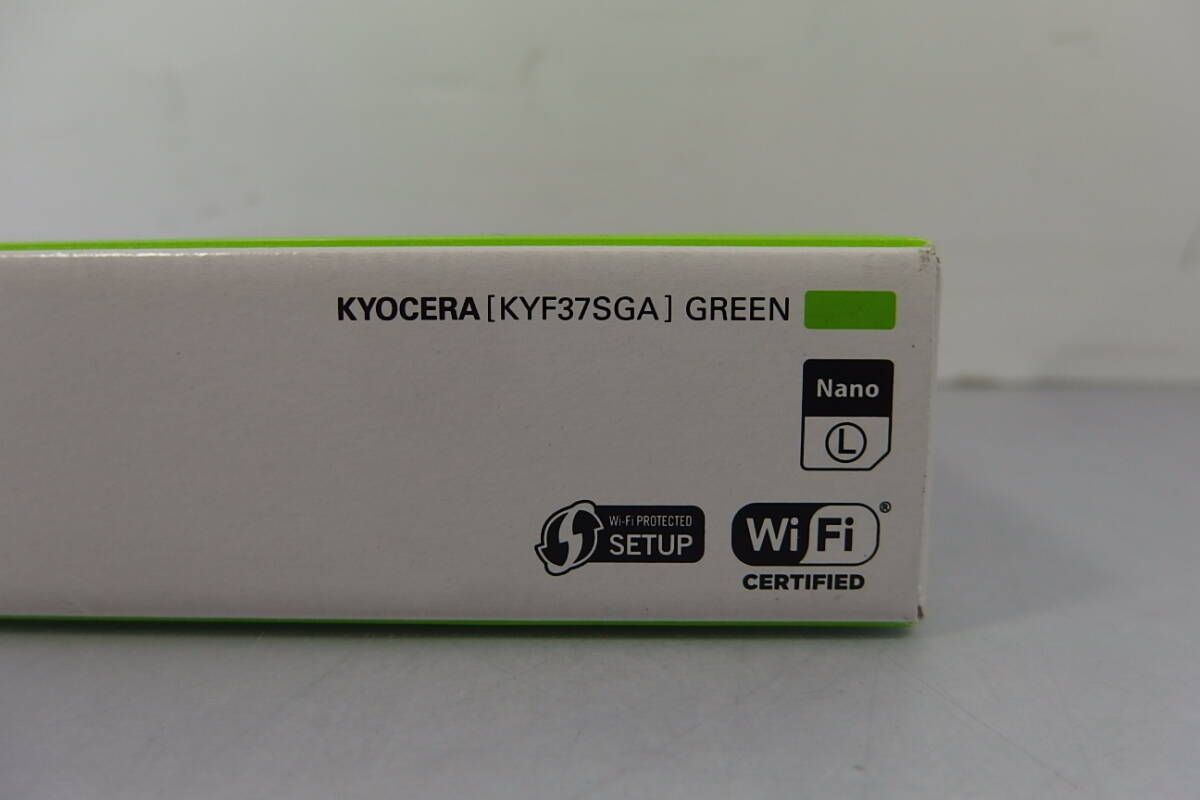 KYOCERA [KYF37SGA] GREEN
Nano
L
Wi-Fi PROTECTED
SETUP
Wi Fi ®
CERTIFIED